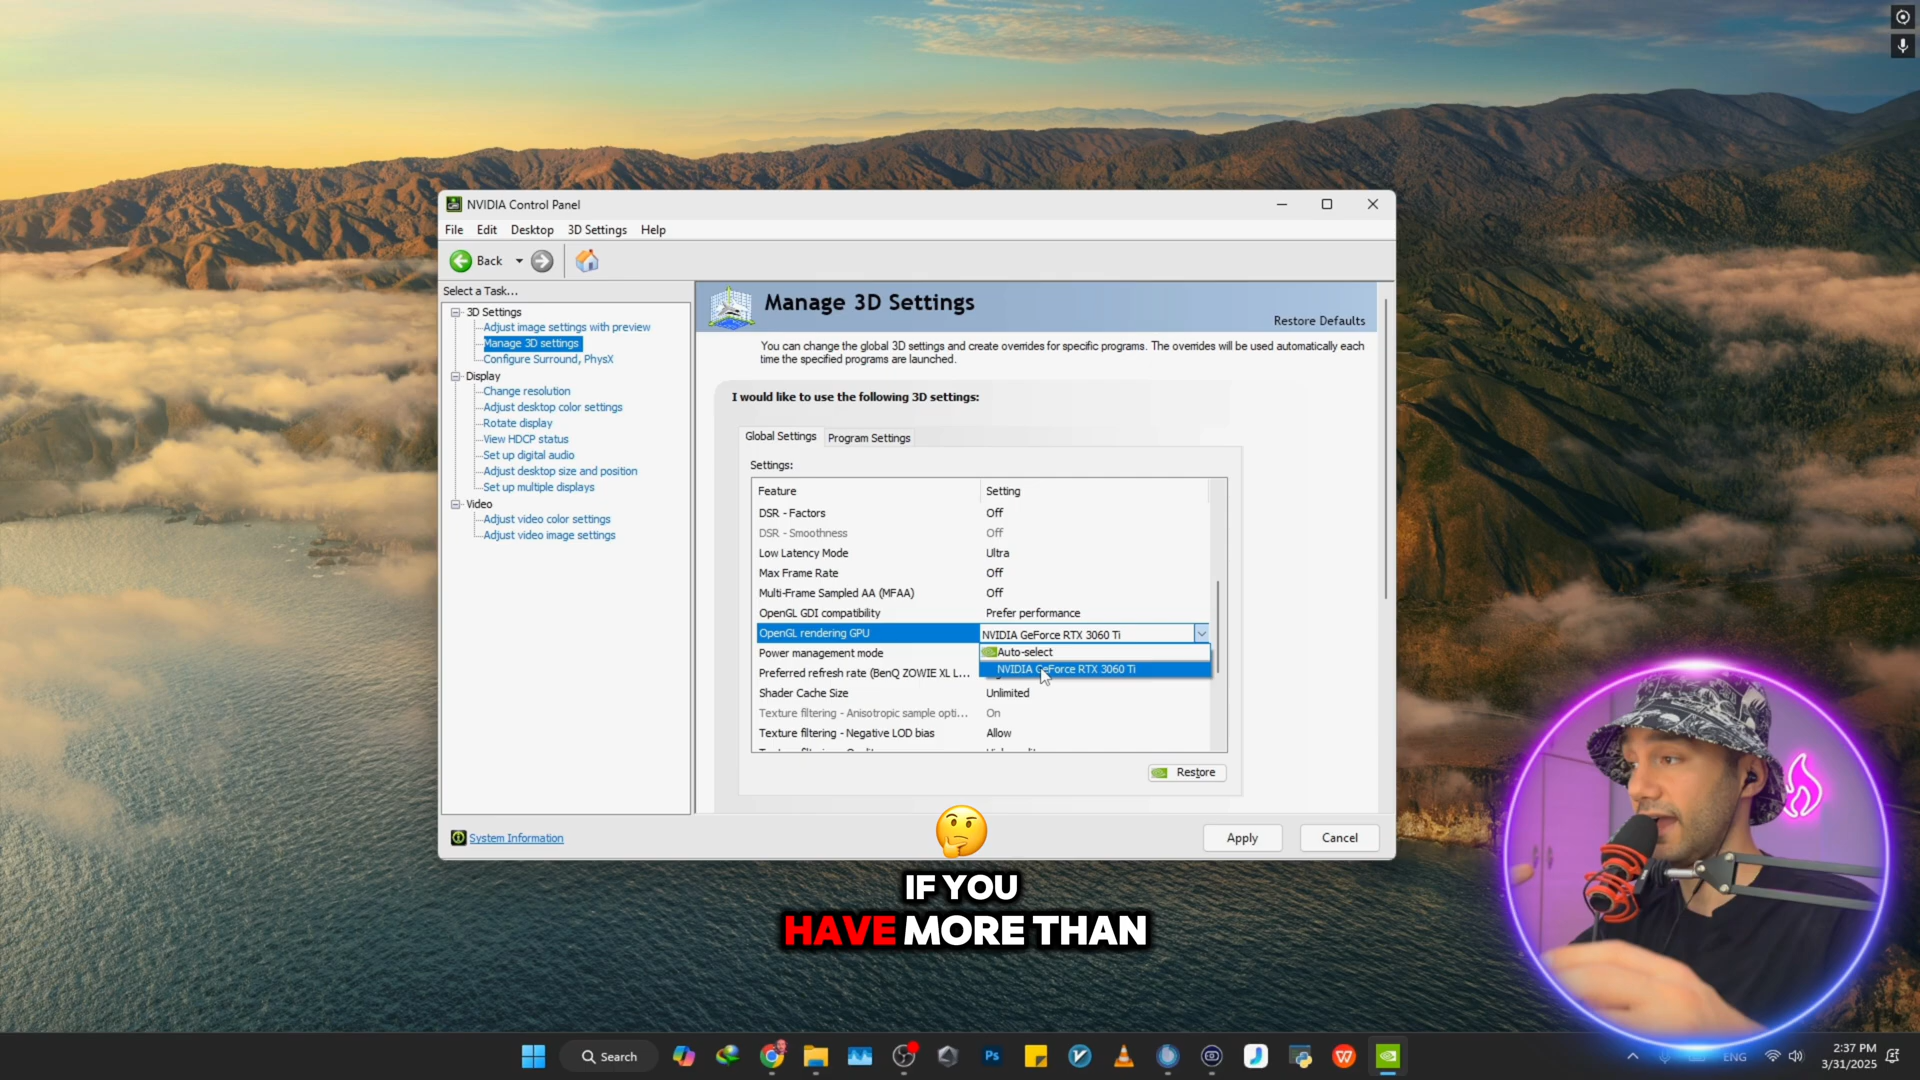 NVIDIA Control Panel
File Edit Desktop 3D Settings Help
Back
Select a Task...
3D Settings
Adjust image settings with preview
Manage 3D settings
Configure Surround, PhysX
Display
Change resolution
Adjust desktop color settings
Rotate display
View HDCP status
Set up digital audio
Adjust desktop size and position
Set up multiple displays
Video
Adjust video color settings
Adjust video image settings
System Information
Manage 3D Settings
Restore Defaults
You can change the global 3D settings and create overrides for specific programs. The overrides will be used automatically each
time the specified programs are launched.
I would like to use the following 3D settings:
Global Settings Program Settings
Settings:
Feature Setting
DSR - Factors Off
DSR - Smoothness Off
Low Latency Mode Ultra
Max Frame Rate Off
Multi-Frame Sampled AA (MFAA) Off
OpenGL GDI compatibility Prefer performance
OpenGL rendering GPU NVIDIA GeForce RTX 3060 Ti
Auto-select
NVIDIA GeForce RTX 3060 Ti
Power management mode
Preferred refresh rate (BenQ ZOWIE XL L...
Shader Cache Size Unlimited
Texture filtering - Anisotropic sample opti... On
Texture filtering - Negative LOD bias Allow
Restore
Apply Cancel
IF YOU
HAVE MORE THAN
Search
Ps
ENG
2:37 PM
3/31/2025